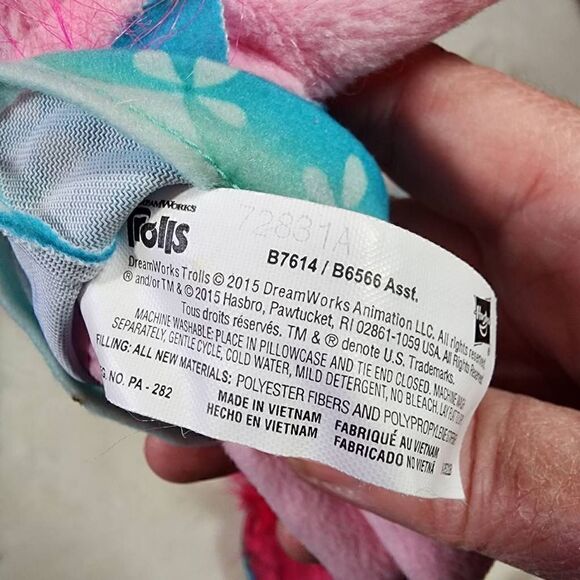 DREAMWORKS
Trolls
72831A
B7614 / B6566 Asst.
DreamWorks Trolls © 2015 DreamWorks Animation LLC. All rights reserved.
® and/or TM & © 2015 Hasbro, Pawtucket, RI 02861-1059 USA. All Rights Reserved.
Tous droits réservés. TM & ® denote U.S. Trademarks.
MACHINE WASHABLE: PLACE IN PILLOWCASE AND TIE END CLOSED. MACHINE WASH
SEPARATELY, GENTLE CYCLE, COLD WATER, MILD DETERGENT, NO BLEACH. LAY FLAT
FILLING: ALL NEW MATERIALS: POLYESTER FIBERS AND POLYPROPYLENE
NO. PA - 282
MADE IN VIETNAM
HECHO EN VIETNAM
FABRIQUÉ AU VIETNAM
FABRICADO NO VIETNÃ
Hasbro